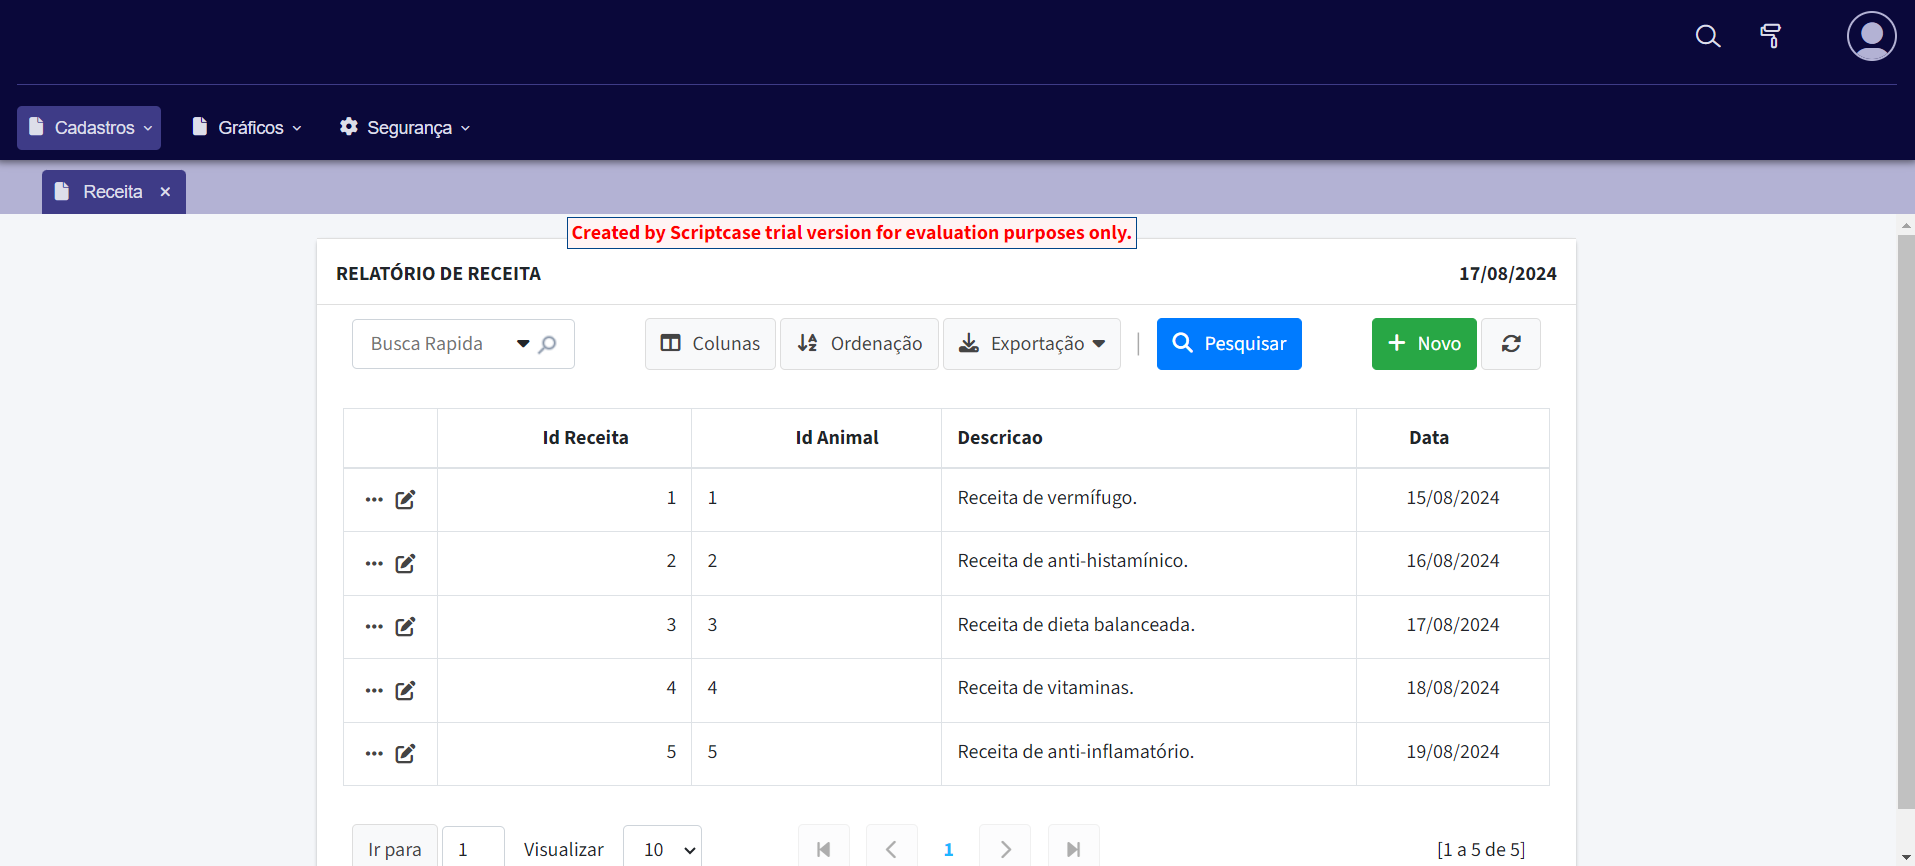 Cadastros Gráficos Segurança
Receita ×
Created by Scriptcase trial version for evaluation purposes only.
RELATÓRIO DE RECEITA 17/08/2024
Busca Rapida Colunas Ordenação Exportação | Pesquisar Novo
Id Receita Id Animal Descricao Data
1 1 Receita de vermífugo. 15/08/2024
2 2 Receita de anti-histamínico. 16/08/2024
3 3 Receita de dieta balanceada. 17/08/2024
4 4 Receita de vitaminas. 18/08/2024
5 5 Receita de anti-inflamatório. 19/08/2024
Ir para 1 Visualizar 10 1 [1 a 5 de 5]